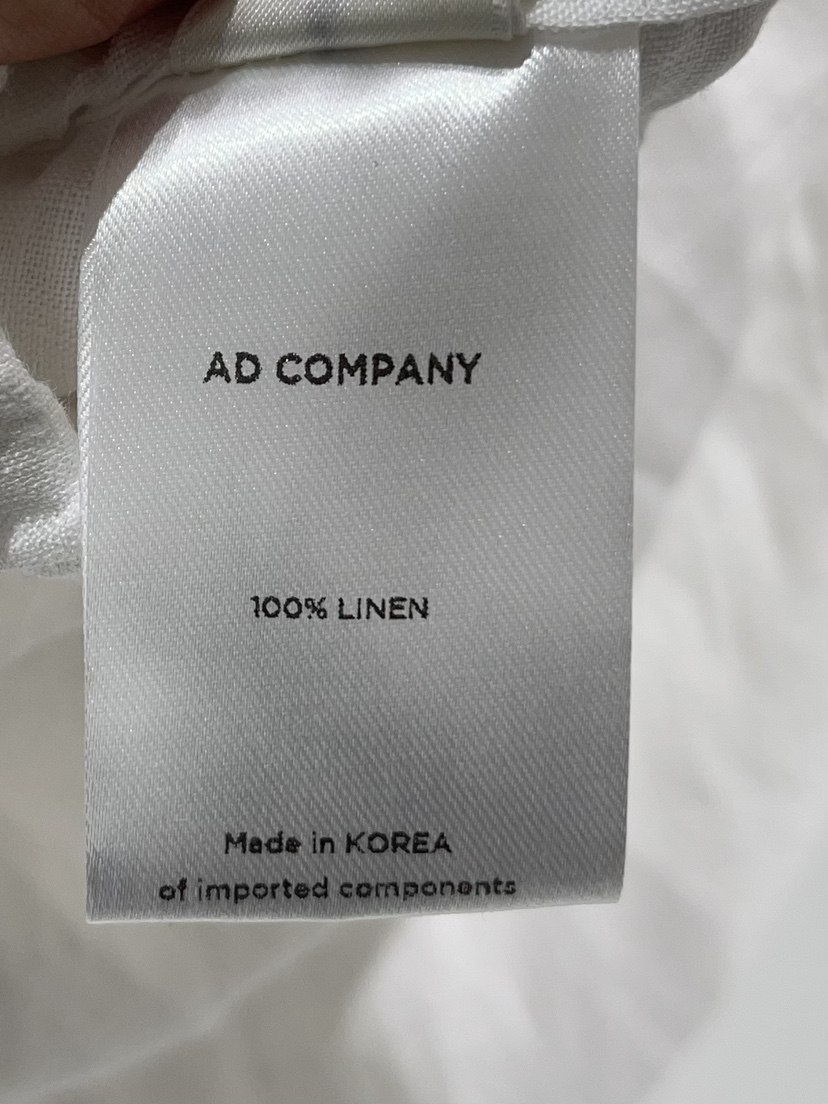 AD COMPANY
100% LINEN
Made in KOREA
of imported components